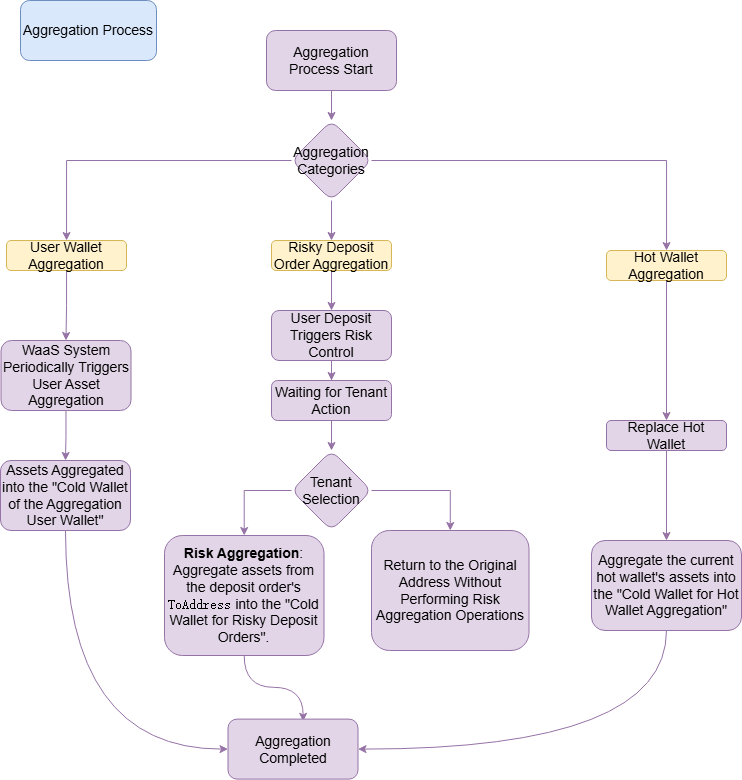 Aggregation Process
Aggregation
Process Start
Aggregation
Categories
User Wallet
Aggregation
Risky Deposit
Order Aggregation
Hot Wallet
Aggregation
User Deposit
Triggers Risk
Control
WaaS System
Periodically Triggers
User Asset
Aggregation
Waiting for Tenant
Action
Replace Hot
Wallet
Assets Aggregated
into the "Cold Wallet
of the Aggregation
User Wallet"
Tenant
Selection
Risk Aggregation:
Aggregate assets from
the deposit order's
ToAddress into the "Cold
Wallet for Risky Deposit
Orders".
Return to the Original
Address Without
Performing Risk
Aggregation Operations
Aggregate the current
hot wallet's assets into
the "Cold Wallet for Hot
Wallet Aggregation"
Aggregation
Completed